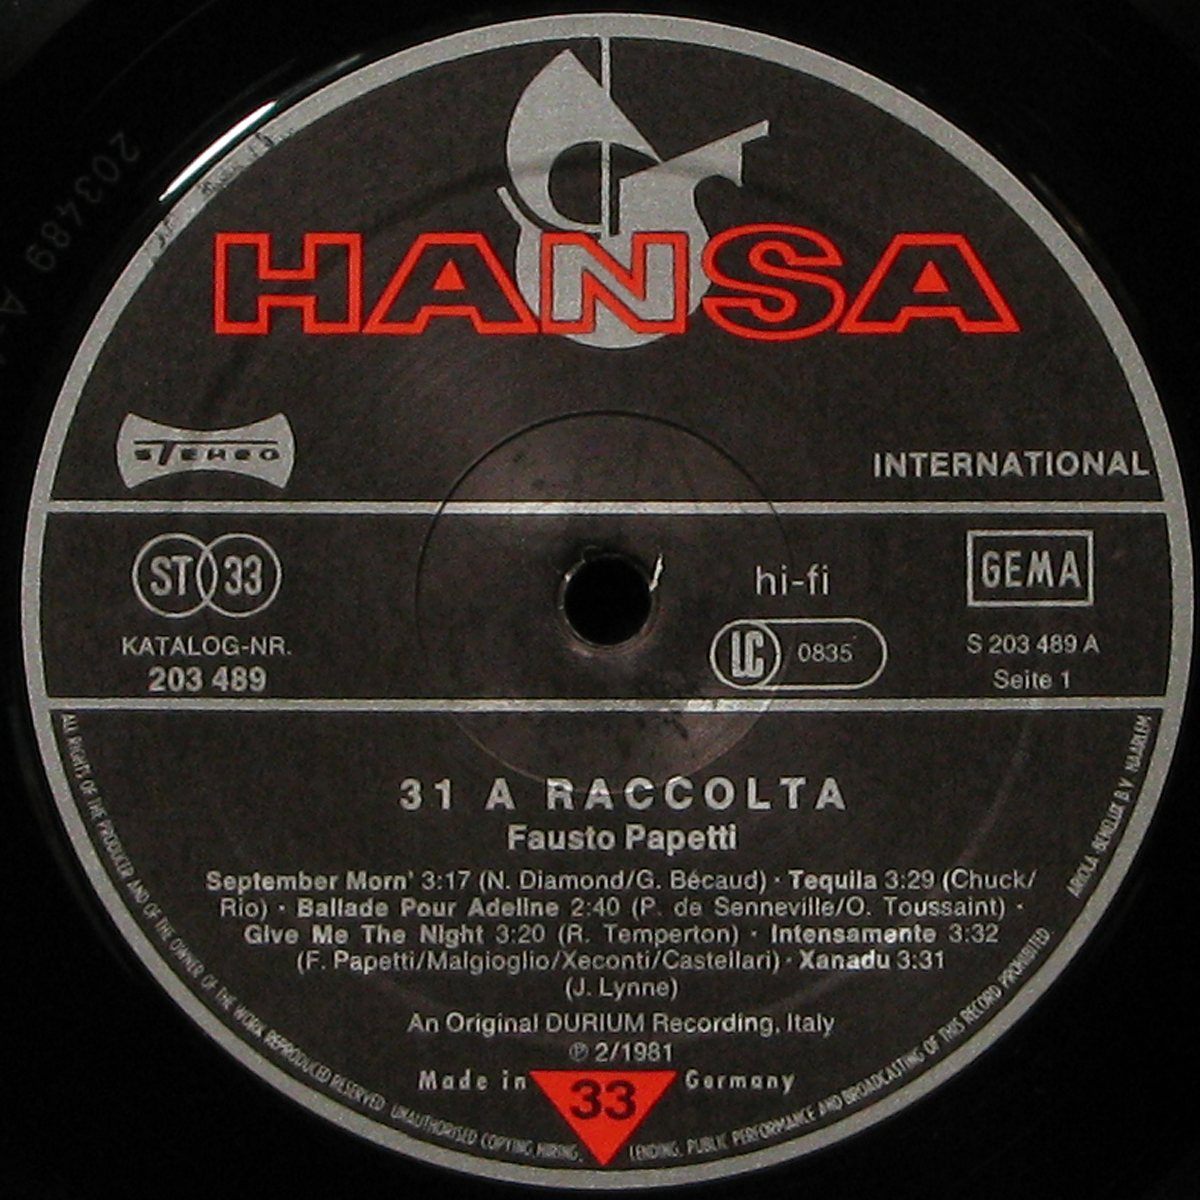 HANSA
STEREO
INTERNATIONAL
ST 33
hi-fi
GEMA
KATALOG-NR.
203 489
LC 0835
S 203 489 A
Seite 1
31 A RACCOLTA
Fausto Papetti
September Morn' 3:17 (N. Diamond/G. Bécaud) · Tequila 3:29 (Chuck/
Rio) · Ballade Pour Adeline 2:40 (P. de Senneville/O. Toussaint) ·
Give Me The Night 3:20 (R. Temperton) · Intensamente 3:32
(F. Papetti/Malgioglio/Xeconti/Castellari) · Xanadu 3:31
(J. Lynne)
An Original DURIUM Recording, Italy
℗ 2/1981
Made in Germany
33
ALL RIGHTS OF THE PRODUCER AND OF THE OWNER OF THE WORK REPRODUCED RESERVED UNAUTHORISED COPYING, HIRING, LENDING, PUBLIC PERFORMANCE AND BROADCASTING OF THIS RECORD PROHIBITED.
ARIOLA-BENELUX B.V. HAARLEM
203489 A